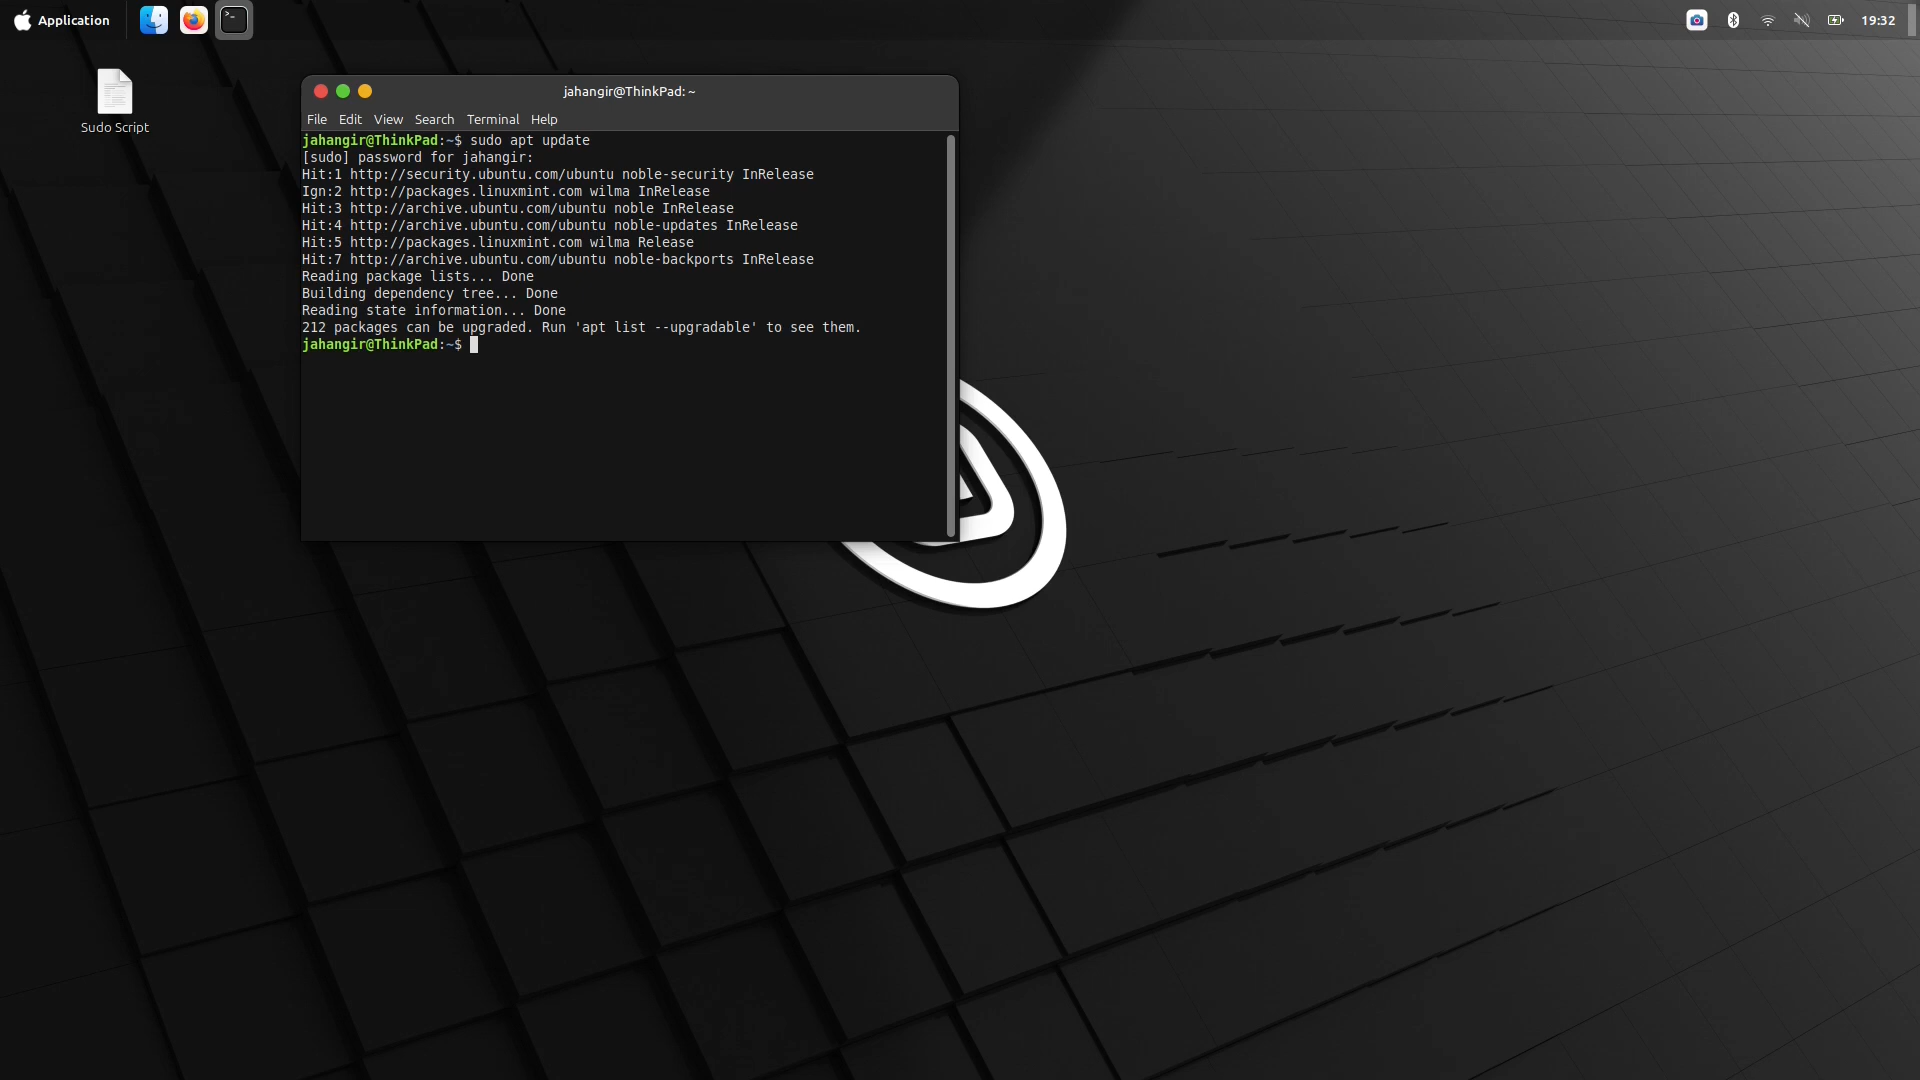 Application
19:32
Sudo Script
jahangir@ThinkPad: ~
File Edit View Search Terminal Help
jahangir@ThinkPad:~$ sudo apt update
[sudo] password for jahangir:
Hit:1 http://security.ubuntu.com/ubuntu noble-security InRelease
Ign:2 http://packages.linuxmint.com wilma InRelease
Hit:3 http://archive.ubuntu.com/ubuntu noble InRelease
Hit:4 http://archive.ubuntu.com/ubuntu noble-updates InRelease
Hit:5 http://packages.linuxmint.com wilma Release
Hit:7 http://archive.ubuntu.com/ubuntu noble-backports InRelease
Reading package lists... Done
Building dependency tree... Done
Reading state information... Done
212 packages can be upgraded. Run 'apt list --upgradable' to see them.
jahangir@ThinkPad:~$